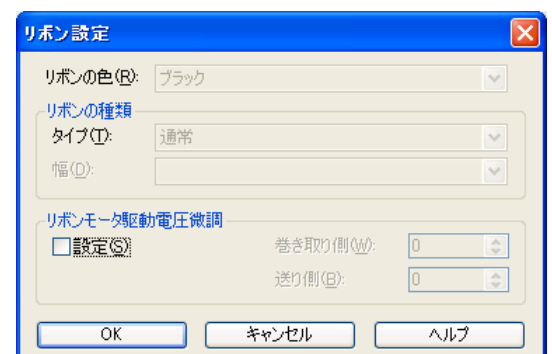 リボン設定
リボンの色(R): ブラック
リボンの種類
タイプ(T): 通常
幅(D):
リボンモータ駆動電圧微調
設定(S) 巻き取り側(W): 0
送り側(B): 0
OK キャンセル ヘルプ